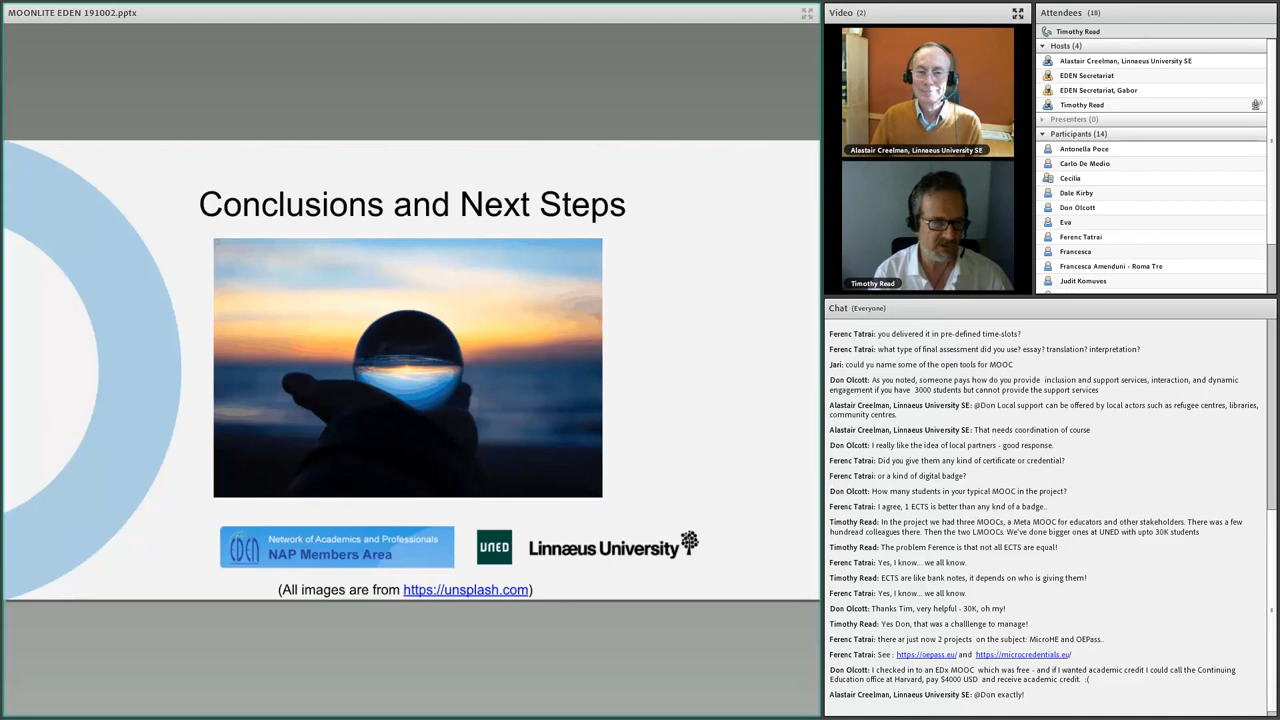 MOONLITE EDEN 191002.pptx
Conclusions and Next Steps
EDEN
Network of Academics and Professionals
NAP Members Area
UNED
Linnæus University
(All images are from https://unsplash.com)
Video (2)
Alastair Creelman, Linnaeus University SE
Timothy Read
Attendees (18)
Timothy Read
Hosts (4)
Alastair Creelman, Linnaeus University SE
EDEN Secretariat
EDEN Secretariat, Gabor
Timothy Read
Presenters (0)
Participants (14)
Antonella Poce
Carlo De Medio
Cecilia
Dale Kirby
Don Olcott
Eva
Ferenc Tatrai
Francesca
Francesca Amenduni - Roma Tre
Judit Komuves
Chat (Everyone)
Ferenc Tatrai: you delivered it in pre-defined time-slots?
Ferenc Tatrai: what type of final assessment did you use? essay? translation? interpretation?
Jari: could yu name some of the open tools for MOOC
Don Olcott: As you noted, someone pays how do you provide inclusion and support services, interaction, and dynamic
engagement if you have 3000 students but cannot provide the support services
Alastair Creelman, Linnaeus University SE: @Don Local support can be offered by local actors such as refugee centres, libraries,
community centres.
Alastair Creelman, Linnaeus University SE: That needs coordination of course
Don Olcott: I really like the idea of local partners - good response.
Ferenc Tatrai: Did you give them any kind of certificate or credential?
Ferenc Tatrai: or a kind of digital badge?
Don Olcott: How many students in your typical MOOC in the project?
Ferenc Tatrai: I agree, 1 ECTS is better than any knd of a badge..
Timothy Read: In the project we had three MOOCs, a Meta MOOC for educators and other stakeholders. There was a few
hundread colleagues there. Then the two LMOOCs. We've done bigger ones at UNED with upto 30K students
Timothy Read: The problem Ference is that not all ECTS are equal!
Ferenc Tatrai: Yes, I know... we all know.
Timothy Read: ECTS are like bank notes, it depends on who is giving them!
Ferenc Tatrai: Yes, I know... we all know.
Don Olcott: Thanks Tim, very helpful - 30K, oh my!
Timothy Read: Yes Don, that was a challlenge to manage!
Ferenc Tatrai: there ar just now 2 projects on the subject: MicroHE and OEPass..
Ferenc Tatrai: See : https://oepass.eu/ and https://microcredentials.eu/
Don Olcott: I checked in to an EDx MOOC which was free - and if I wanted academic credit I could call the Continuing
Education office at Harvard, pay $4000 USD and receive academic credit. :(
Alastair Creelman, Linnaeus University SE: @Don exactly!